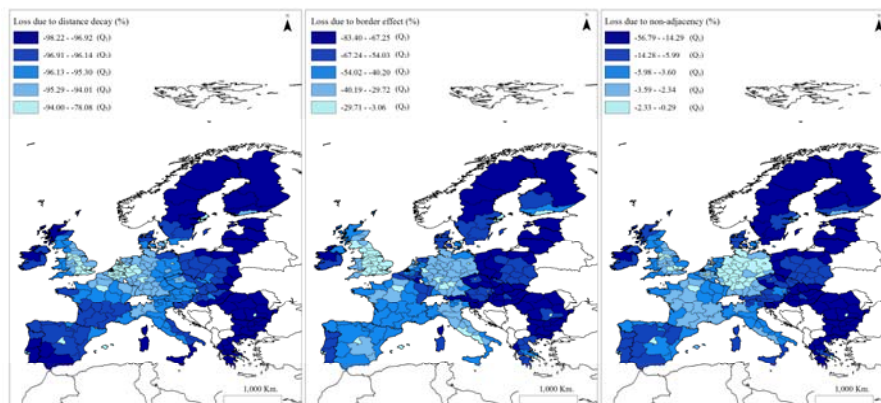 Loss due to distance decay (%)
-98.22 - -96.92 (Q₁)
-96.91 - -96.14 (Q₂)
-96.13 - -95.30 (Q₃)
-95.29 - -94.01 (Q₄)
-94.00 - -78.08 (Q₅)
1,000 Km.
Loss due to border effect (%)
-83.40 - -67.25 (Q₁)
-67.24 - -54.03 (Q₂)
-54.02 - -40.20 (Q₃)
-40.19 - -29.72 (Q₄)
-29.71 - -3.06 (Q₅)
1,000 Km.
Loss due to non-adjacency (%)
-56.79 - -14.29 (Q₁)
-14.28 - -5.99 (Q₂)
-5.98 - -3.60 (Q₃)
-3.59 - -2.34 (Q₄)
-2.33 - -0.29 (Q₅)
1,000 Km.